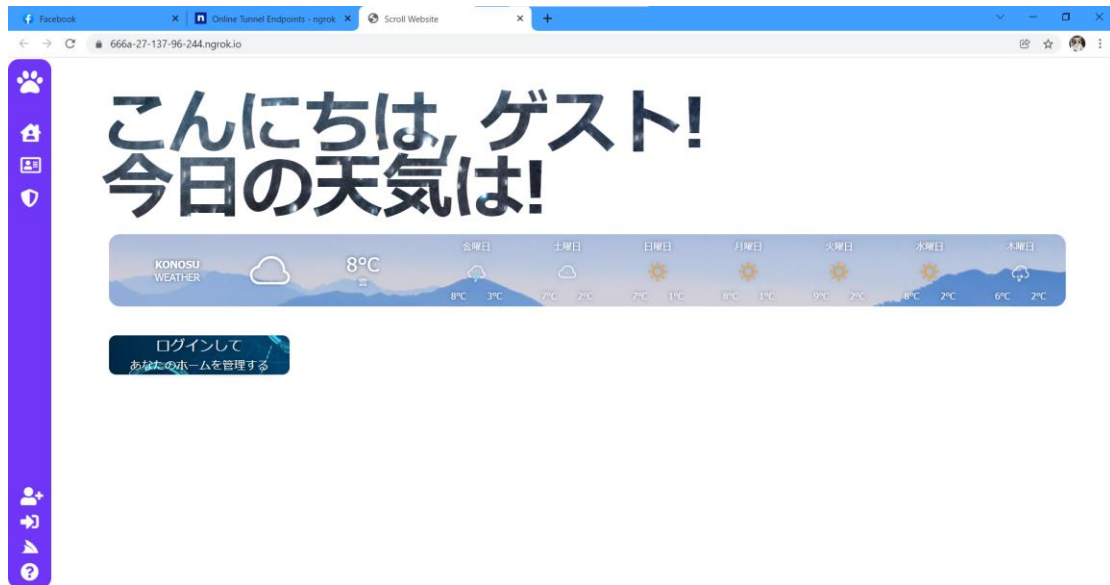 Facebook
Online Tunnel Endpoints - ngrok
Scroll Website
666a-27-137-96-244.ngrok.io
こんにちは, ゲスト!
今日の天気は!
KONOSU
WEATHER
8°C
金曜日
8°C 3°C
土曜日
7°C 2°C
日曜日
7°C 1°C
月曜日
8°C 1°C
火曜日
9°C 2°C
水曜日
8°C 2°C
木曜日
6°C 2°C
ログインして
あなたのホームを管理する